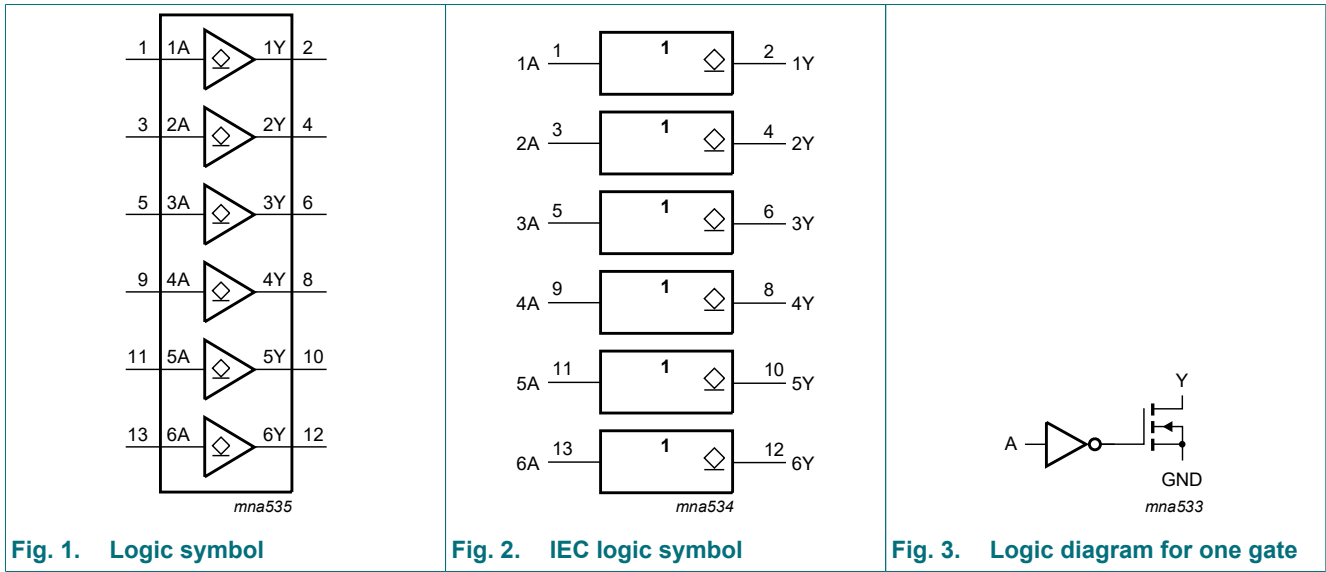 1 1A 1Y 2
3 2A 2Y 4
5 3A 3Y 6
9 4A 4Y 8
11 5A 5Y 10
13 6A 6Y 12
mna535
Fig. 1. Logic symbol
1A 1 1 2 1Y
2A 3 1 4 2Y
3A 5 1 6 3Y
4A 9 1 8 4Y
5A 11 1 10 5Y
6A 13 1 12 6Y
mna534
Fig. 2. IEC logic symbol
Y
A
GND
mna533
Fig. 3. Logic diagram for one gate